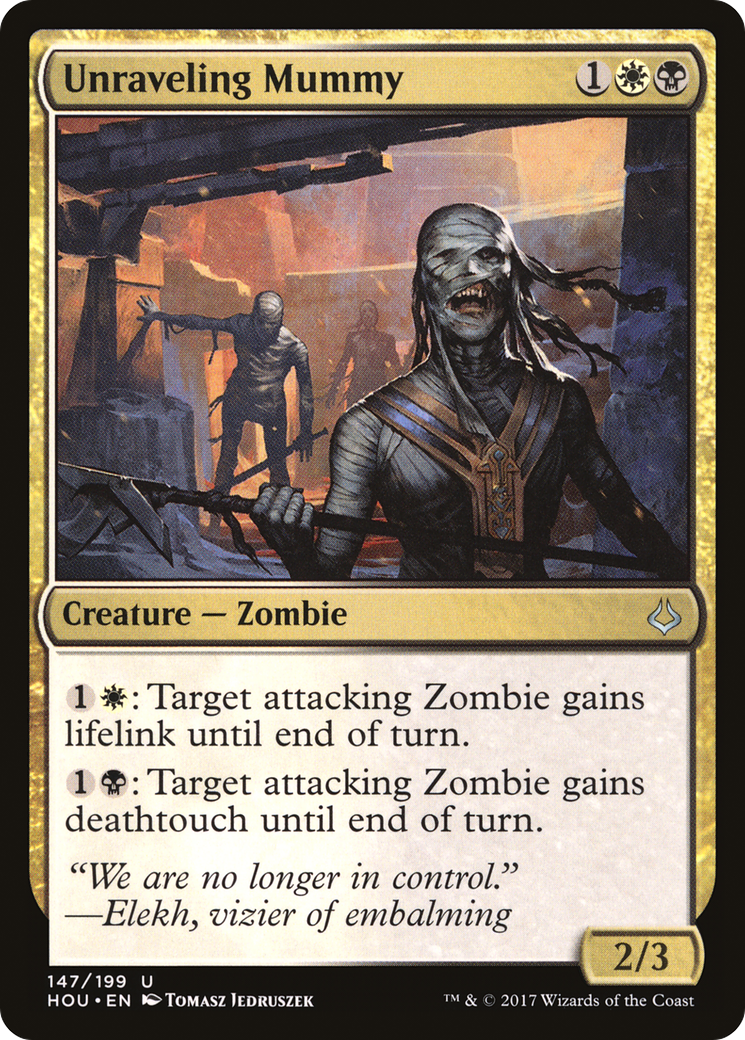 Unraveling Mummy 1
Creature — Zombie
1 : Target attacking Zombie gains
lifelink until end of turn.
1 : Target attacking Zombie gains
deathtouch until end of turn.
“We are no longer in control.”
—Elekh, vizier of embalming
2/3
147/199 U
HOU • EN Tomasz Jedruszek
™ & © 2017 Wizards of the Coast